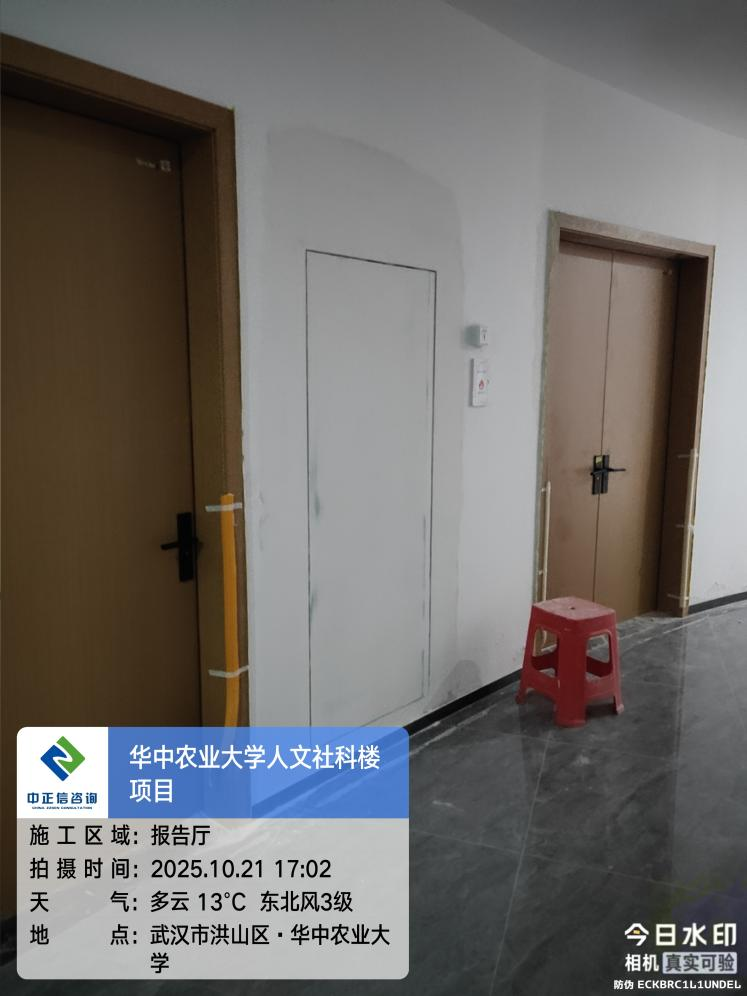 华中农业大学人文社科楼
项目
中正信咨询
CHINA ZZXIN CONSULTATION
施工区域：报告厅
拍摄时间：2025.10.21 17:02
天气：多云 13°C 东北风3级
地点：武汉市洪山区·华中农业大
学
今日水印
相机 真实可验
防伪 ECKBRC1L1UNDEL